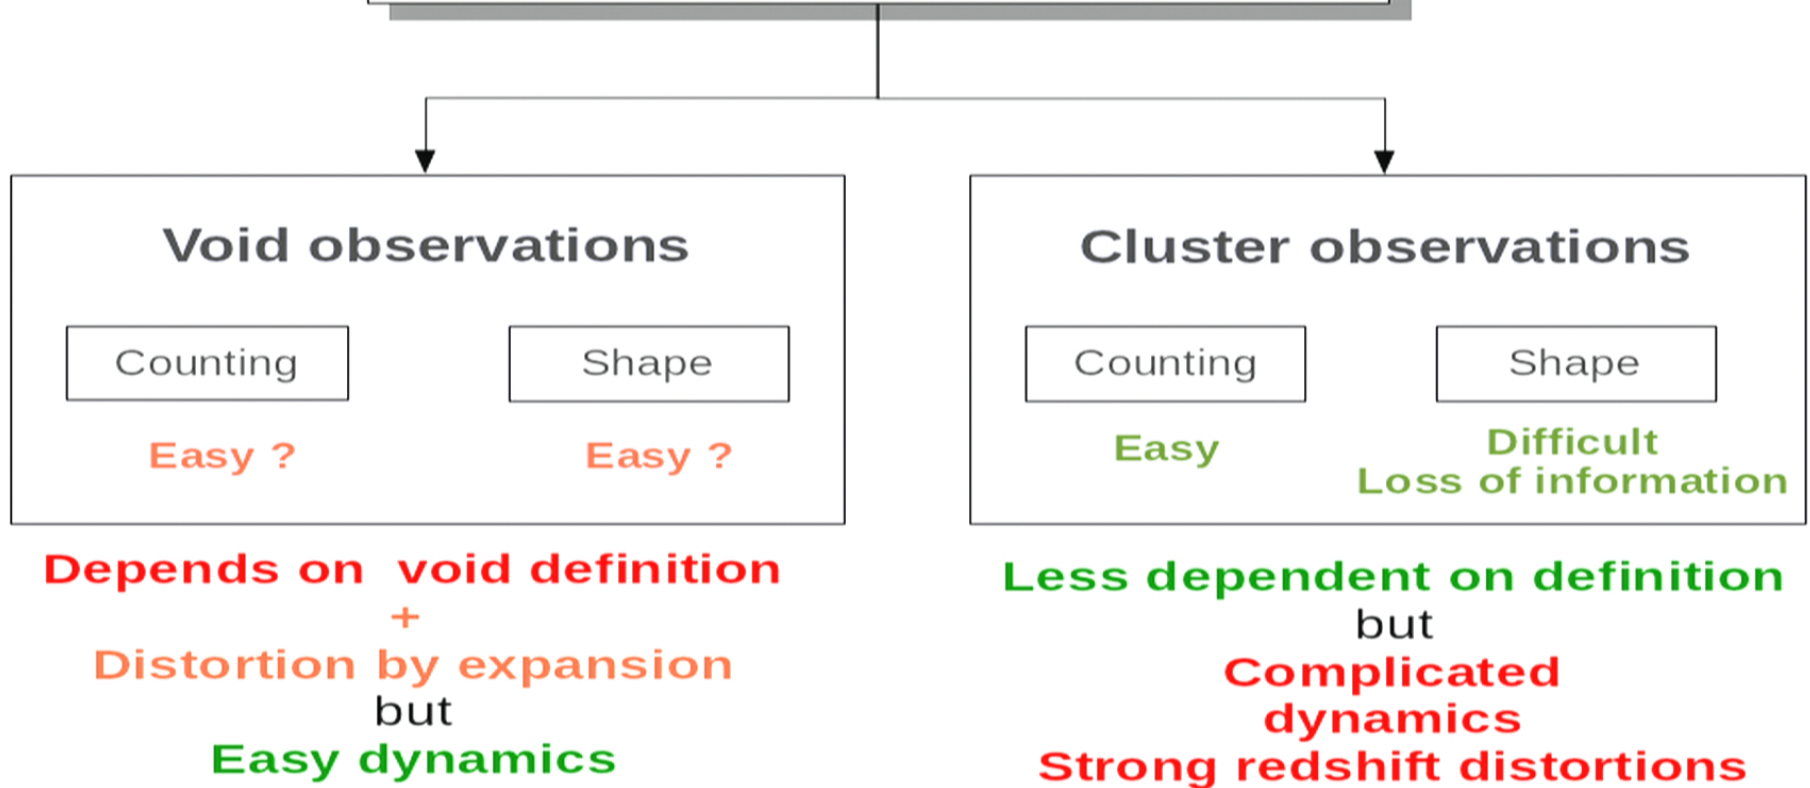 Void observations
Counting
Shape
Easy ?
Easy ?
Depends on  void definition
+
Distortion by expansion
but
Easy dynamics
Cluster observations
Counting
Shape
Easy
Difficult
Loss of information
Less dependent on definition
but
Complicated
dynamics
Strong redshift distortions